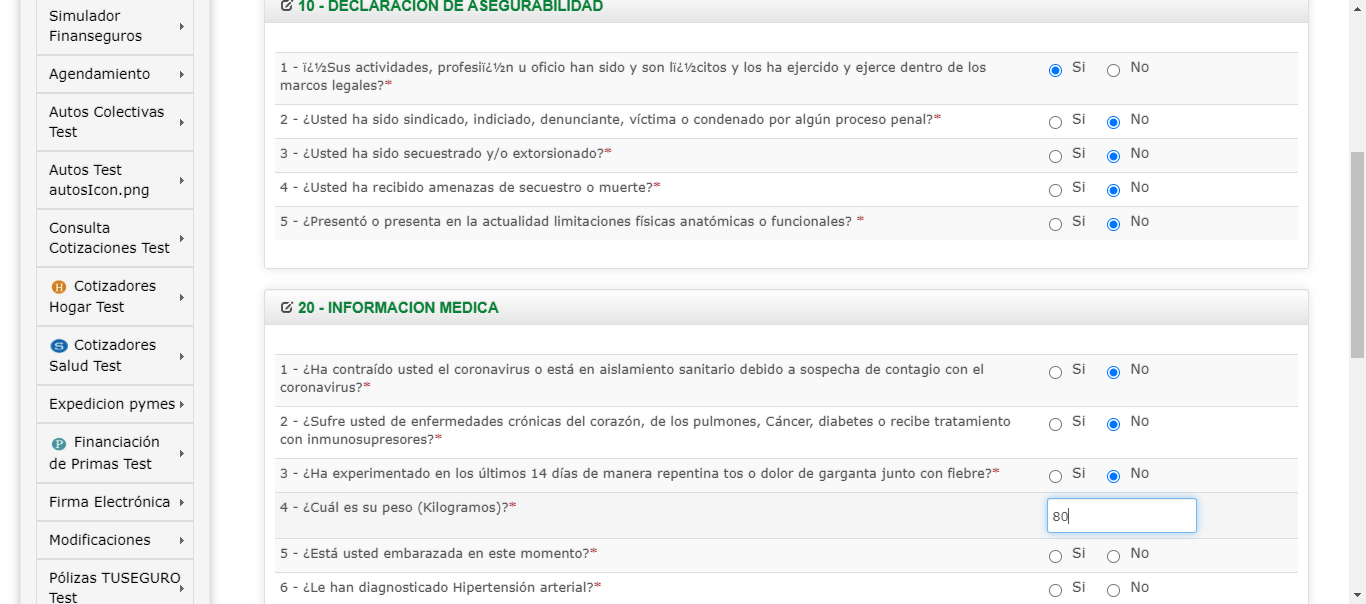 Simulador
Finanseguros
Agendamiento
Autos Colectivas
Test
Autos Test
autosIcon.png
Consulta
Cotizaciones Test
H Cotizadores
Hogar Test
S Cotizadores
Salud Test
Expedicion pymes
P Financiación
de Primas Test
Firma Electrónica
Modificaciones
Pólizas TUSEGURO
Test
10 - DECLARACION DE ASEGURABILIDAD
1 - ï¿½Sus actividades, profesiï¿½n u oficio han sido y son lï¿½citos y los ha ejercido y ejerce dentro de los
marcos legales?* Si No
2 - ¿Usted ha sido sindicado, indiciado, denunciante, víctima o condenado por algún proceso penal?* Si No
3 - ¿Usted ha sido secuestrado y/o extorsionado?* Si No
4 - ¿Usted ha recibido amenazas de secuestro o muerte?* Si No
5 - ¿Presentó o presenta en la actualidad limitaciones físicas anatómicas o funcionales? * Si No
20 - INFORMACION MEDICA
1 - ¿Ha contraído usted el coronavirus o está en aislamiento sanitario debido a sospecha de contagio con el
coronavirus?* Si No
2 - ¿Sufre usted de enfermedades crónicas del corazón, de los pulmones, Cáncer, diabetes o recibe tratamiento
con inmunosupresores?* Si No
3 - ¿Ha experimentado en los últimos 14 días de manera repentina tos o dolor de garganta junto con fiebre?* Si No
4 - ¿Cuál es su peso (Kilogramos)?* 80
5 - ¿Está usted embarazada en este momento?* Si No
6 - ¿Le han diagnosticado Hipertensión arterial?* Si No